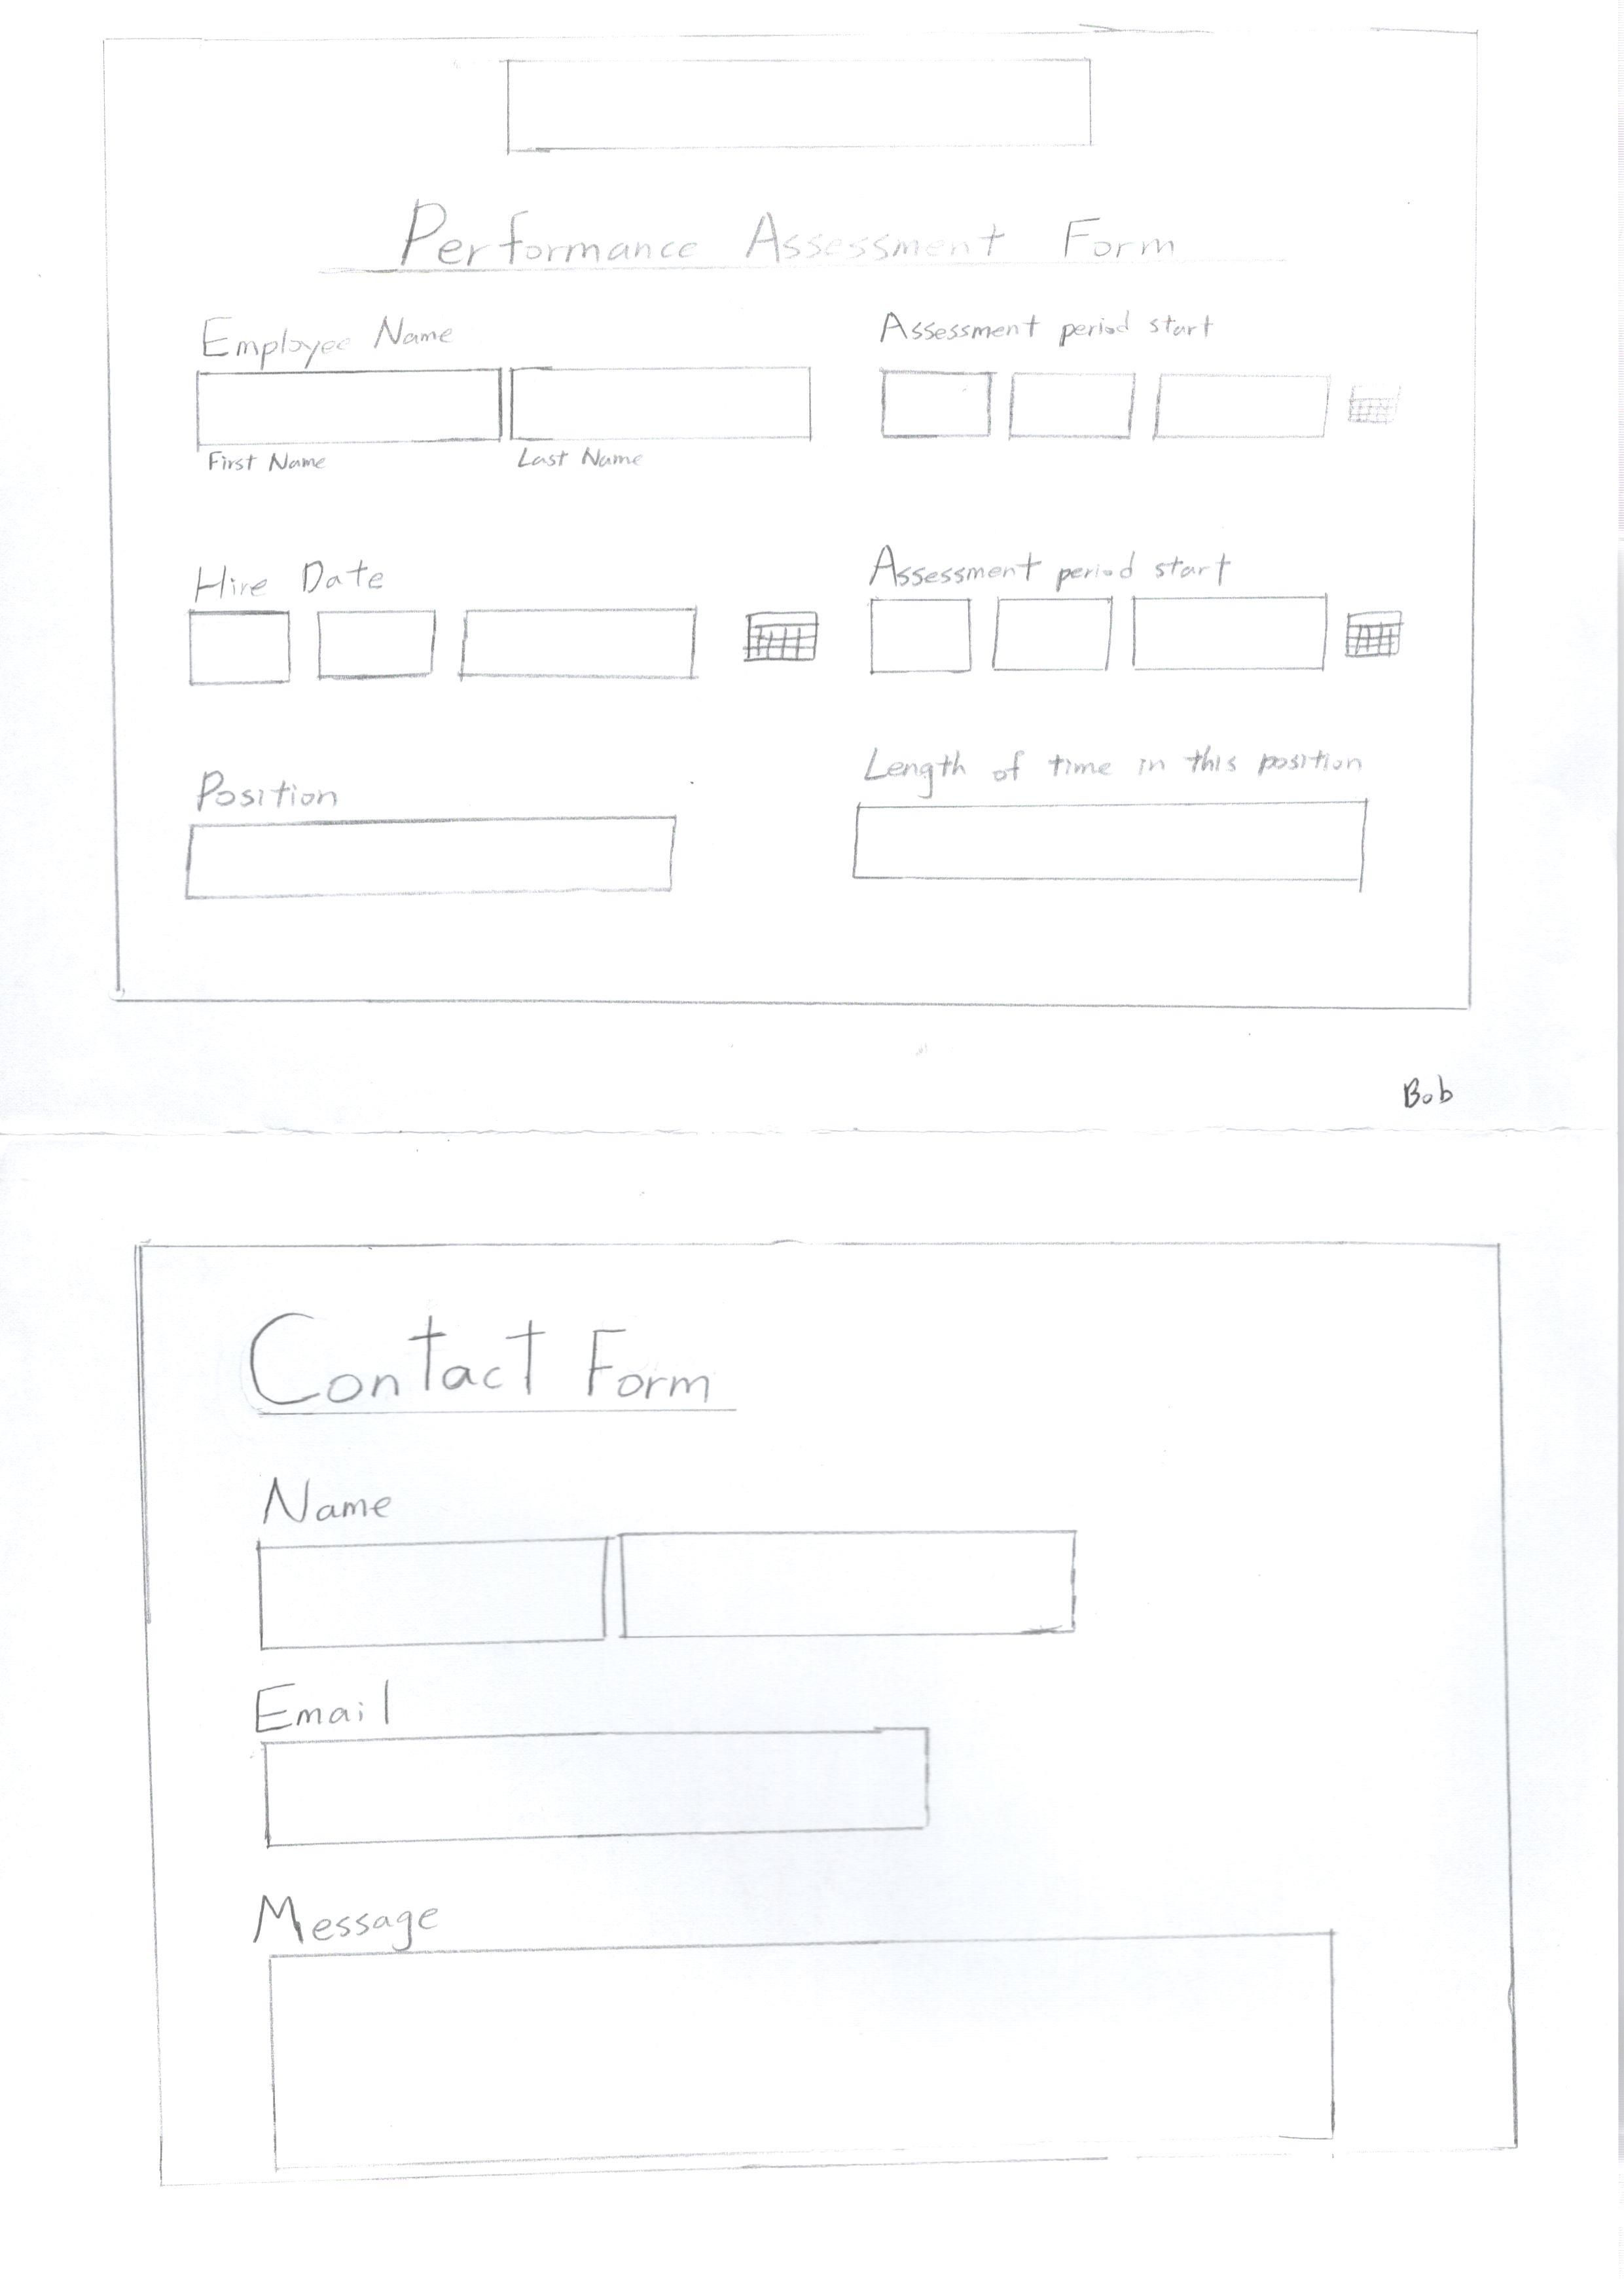 Performance Assessment Form
Employee Name
Assessment period start
First Name
Last Name
Hire Date
Assessment period start
Position
Length of time in this position
Bob
Contact Form
Name
Email
Message